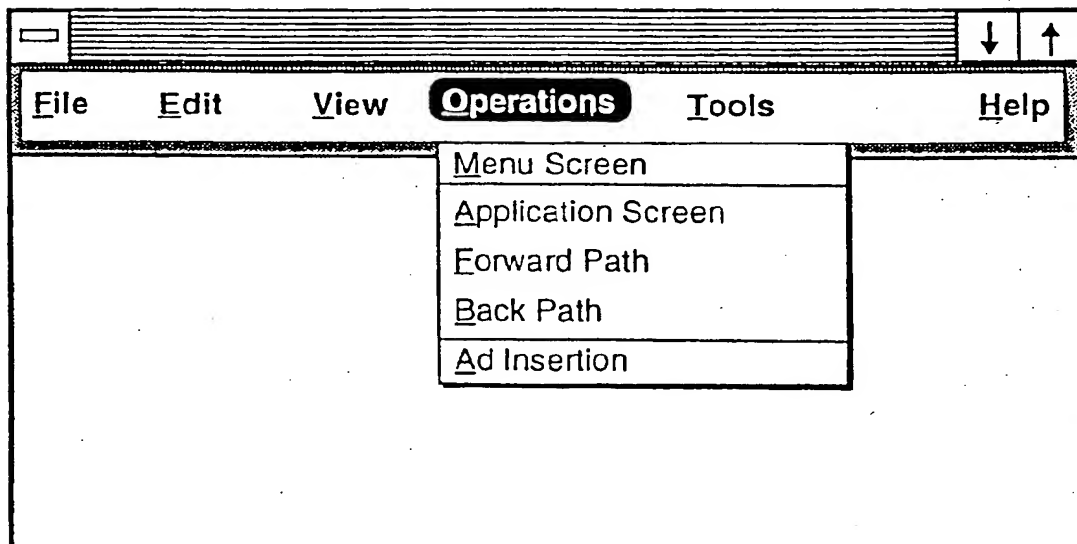 File Edit View Operations Tools Help
Menu Screen
Application Screen
Forward Path
Back Path
Ad Insertion